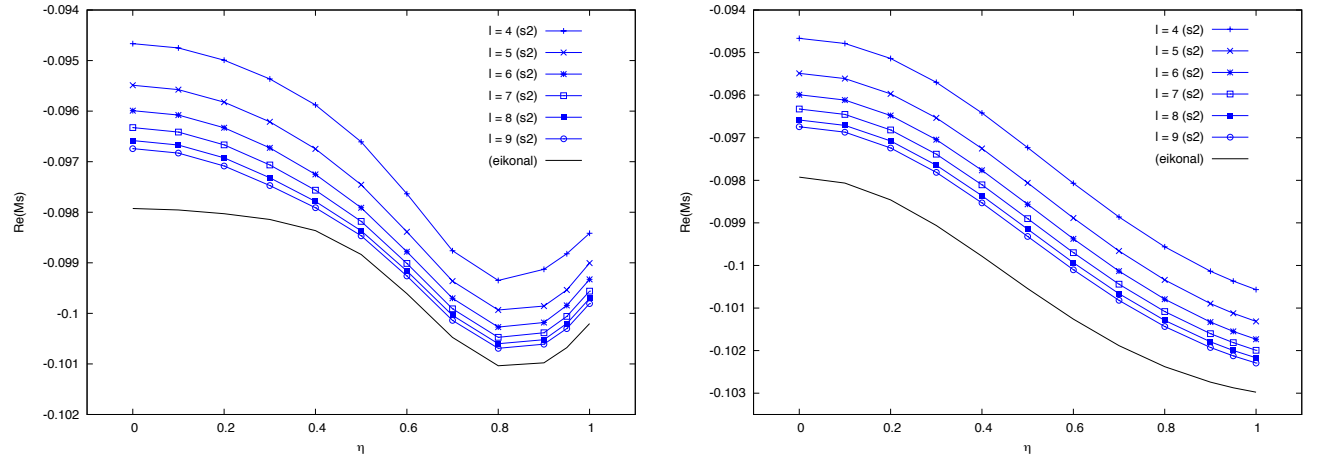 -0.094
-0.095
-0.096
-0.097
-0.098
-0.099
-0.1
-0.101
-0.102
Re(Ms)
0
0.2
0.4
0.6
0.8
1
η
l = 4 (s2)
l = 5 (s2)
l = 6 (s2)
l = 7 (s2)
l = 8 (s2)
l = 9 (s2)
(eikonal)
-0.094
-0.095
-0.096
-0.097
-0.098
-0.099
-0.1
-0.101
-0.102
-0.103
Re(Ms)
0
0.2
0.4
0.6
0.8
1
η
l = 4 (s2)
l = 5 (s2)
l = 6 (s2)
l = 7 (s2)
l = 8 (s2)
l = 9 (s2)
(eikonal)